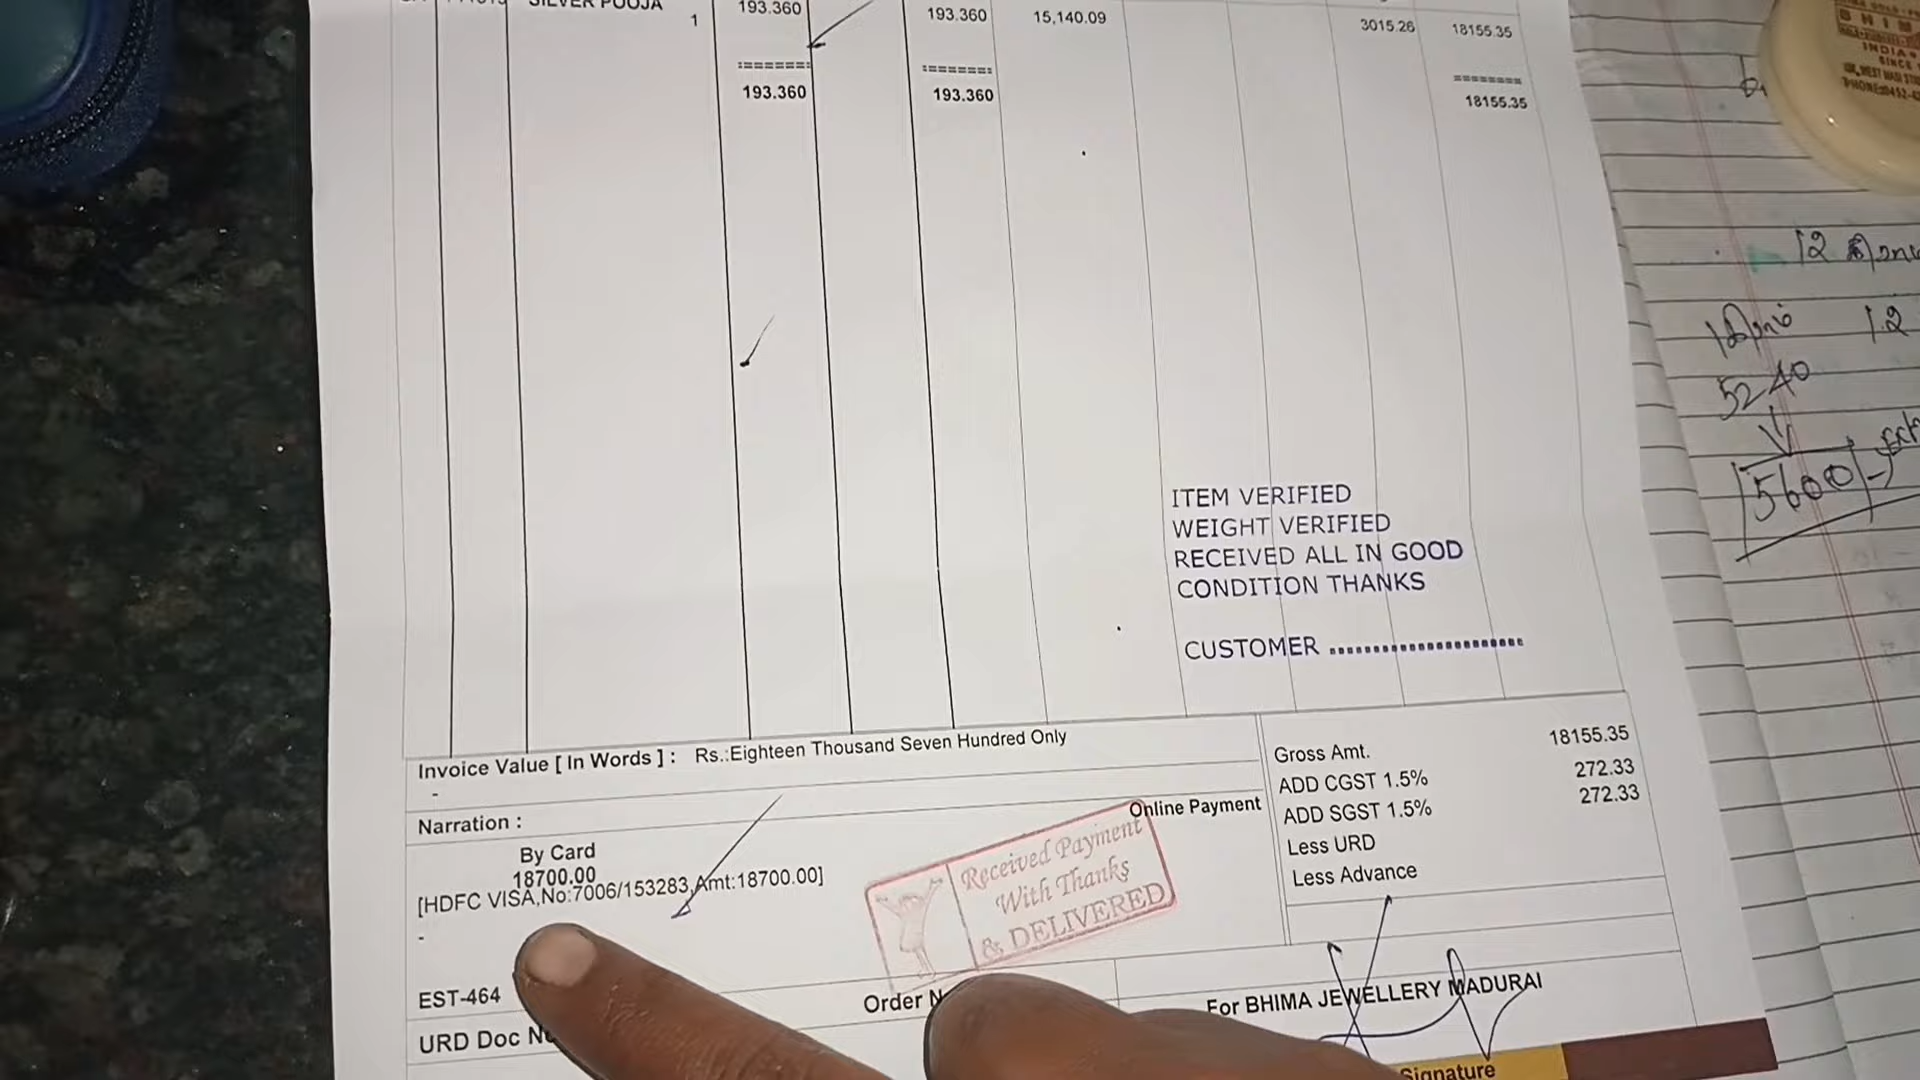 SILVER POOJA
1 193.360 193.360 15,140.09 3015.26 18155.35
======= ======= =======
193.360 193.360 18155.35
ITEM VERIFIED
WEIGHT VERIFIED
RECEIVED ALL IN GOOD
CONDITION THANKS
CUSTOMER ........................
Invoice Value [ In Words ] : Rs.:Eighteen Thousand Seven Hundred Only
-
Narration :
Online Payment
By Card
18700.00
[HDFC VISA,No:7006/153283,Amt:18700.00]
-
Received Payment
With Thanks
& DELIVERED
Gross Amt. 18155.35
ADD CGST 1.5% 272.33
ADD SGST 1.5% 272.33
Less URD
Less Advance
EST-464
Order
URD Doc
For BHIMA JEWELLERY MADURAI
Signature
INDIA
SINCE
12
1.2
5240
5600